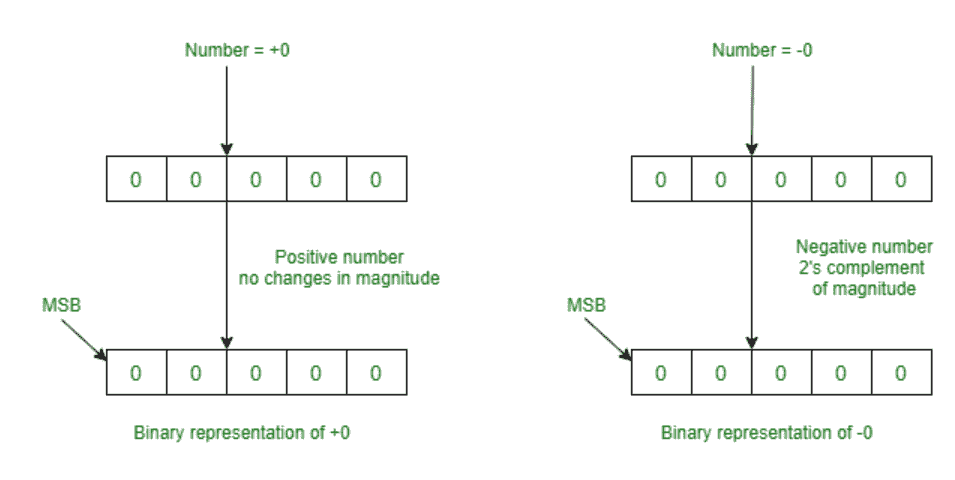 Number = +0
0 0 0 0 0
Positive number
no changes in magnitude
MSB
0 0 0 0 0
Binary representation of +0
Number = -0
0 0 0 0 0
Negative number
2's complement
of magnitude
MSB
0 0 0 0 0
Binary representation of -0